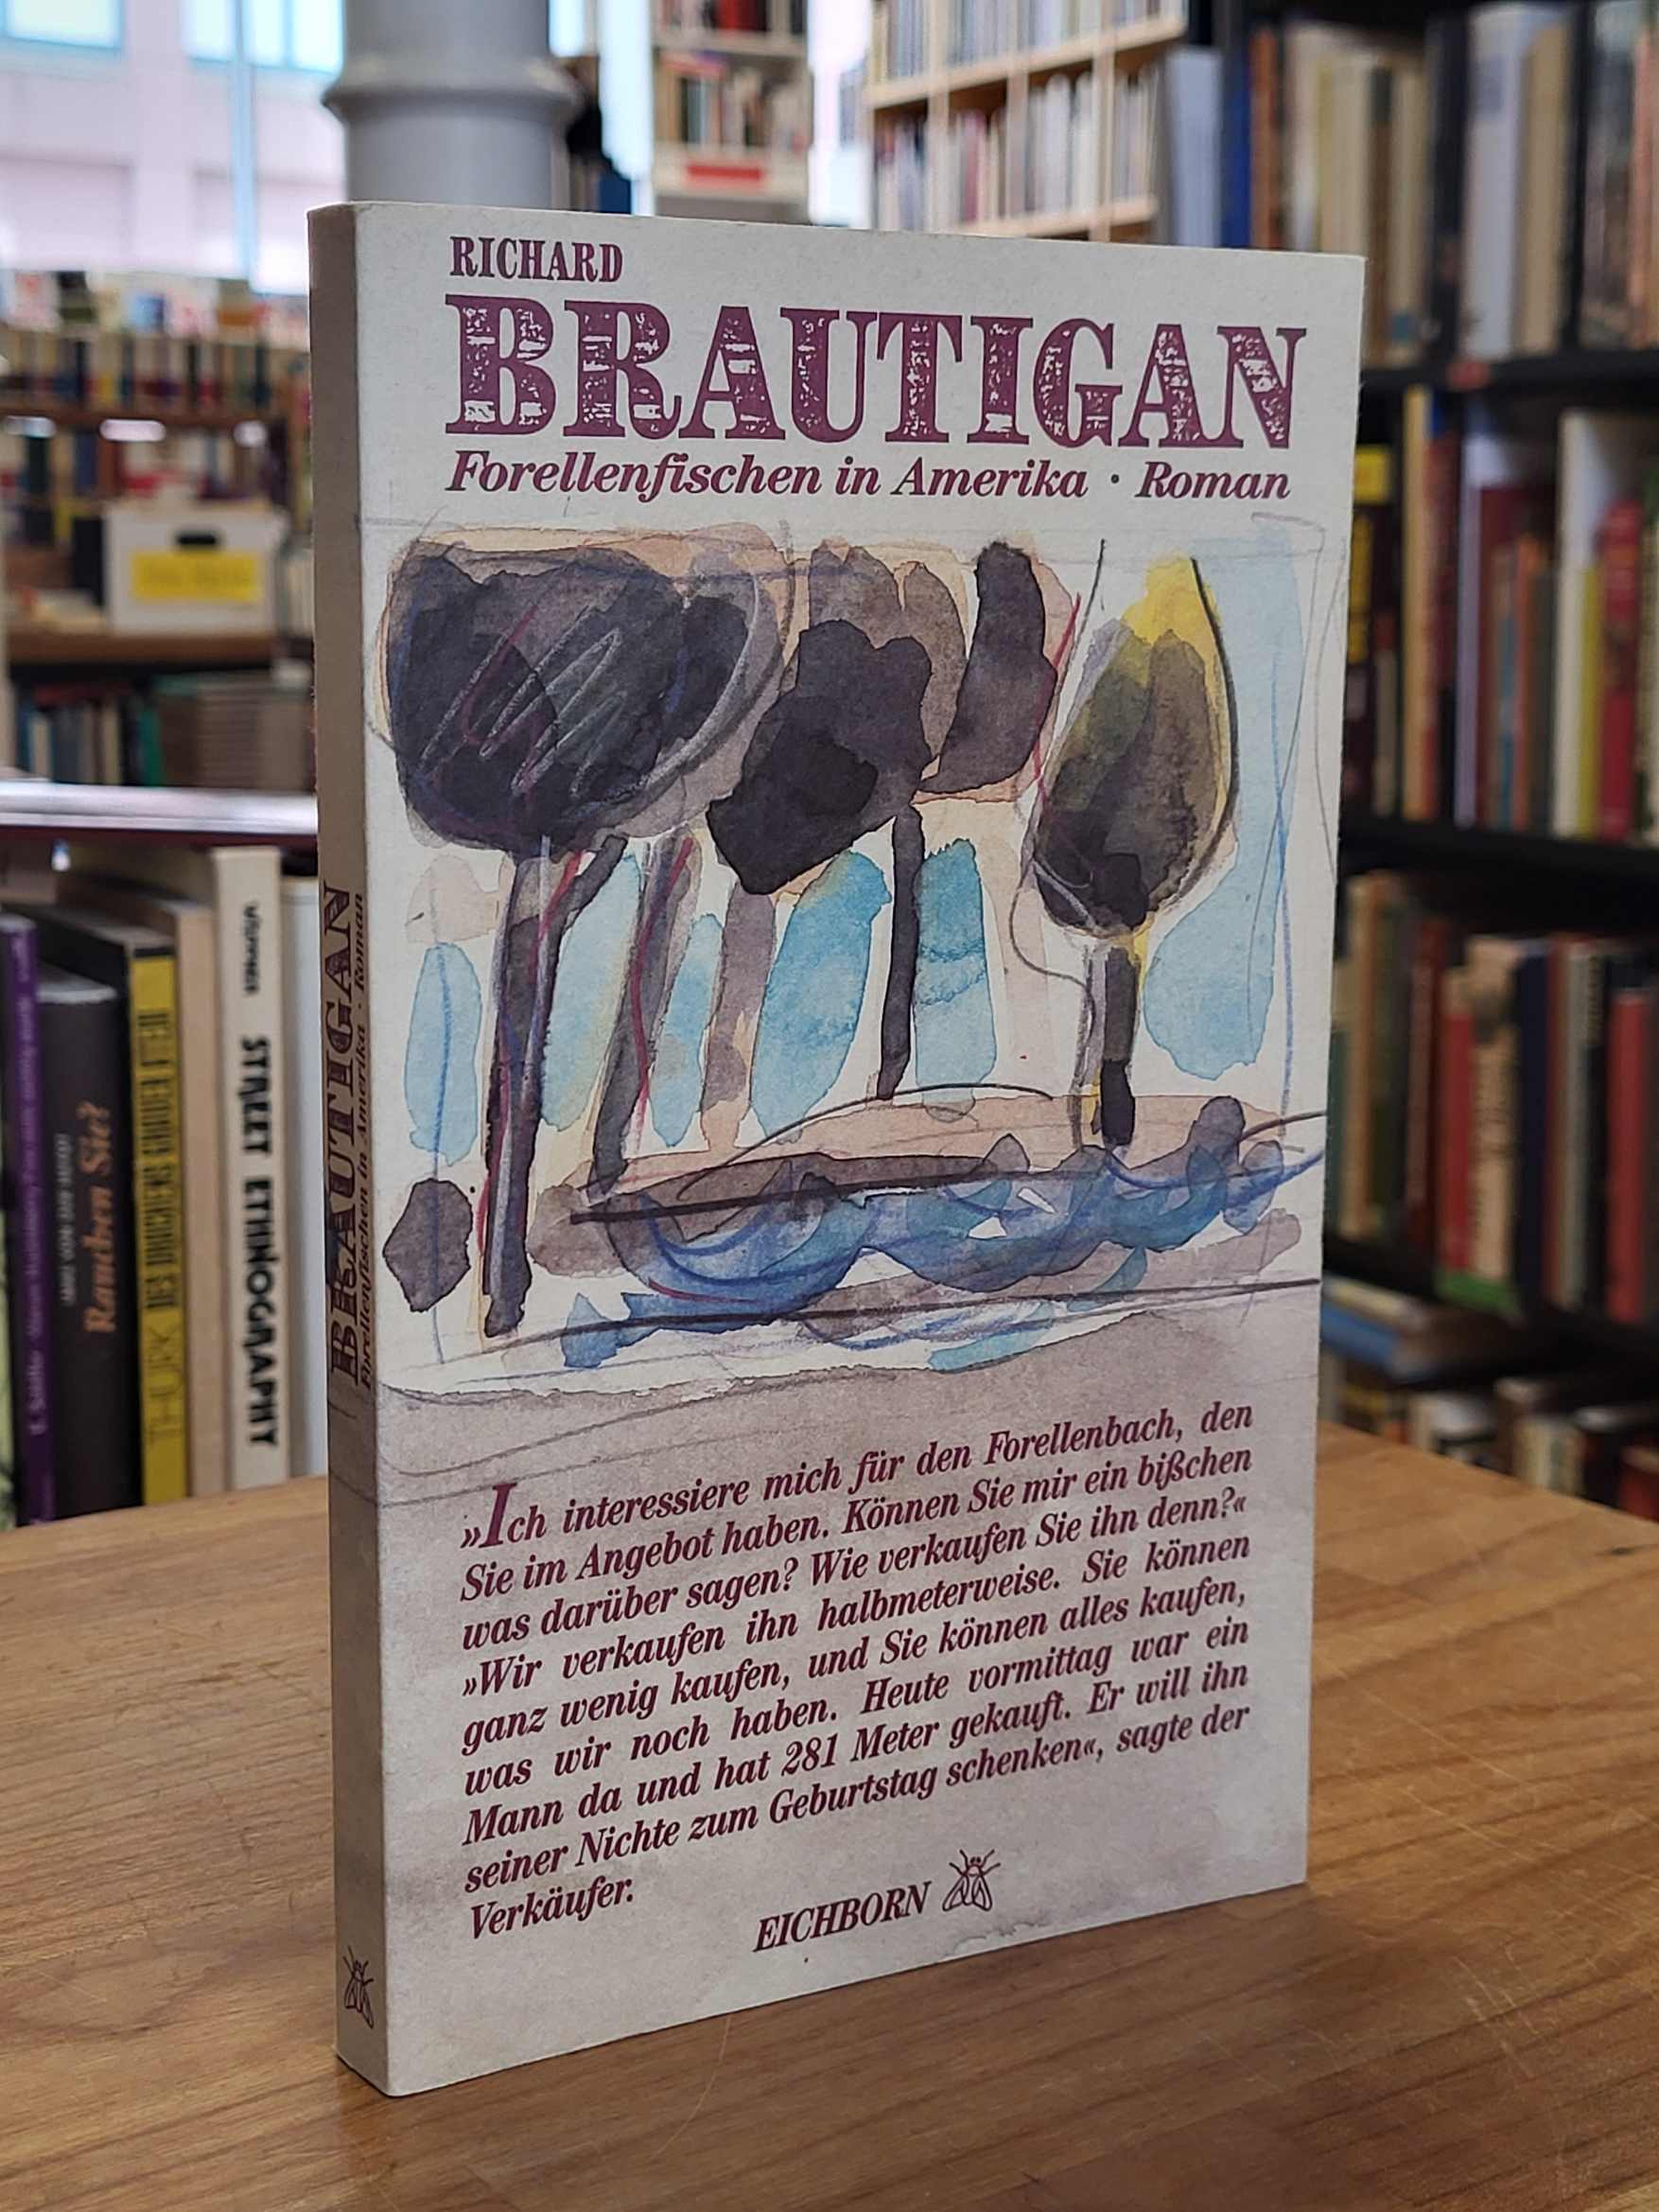 RICHARD
BRAUTIGAN
Forellenfischen in Amerika · Roman
»Ich interessiere mich für den Forellenbach, den
Sie im Angebot haben. Können Sie mir ein bißchen
was darüber sagen? Wie verkaufen Sie ihn denn?«
»Wir verkaufen ihn halbmeterweise. Sie können
ganz wenig kaufen, und Sie können alles kaufen,
was wir noch haben. Heute vormittag war ein
Mann da und hat 281 Meter gekauft. Er will ihn
seiner Nichte zum Geburtstag schenken«, sagte der
Verkäufer.
EICHBORN
BRAUTIGAN
Forellenfischen in Amerika · Roman
STREET ETHNOGRAPHY
Rauchen Sie?